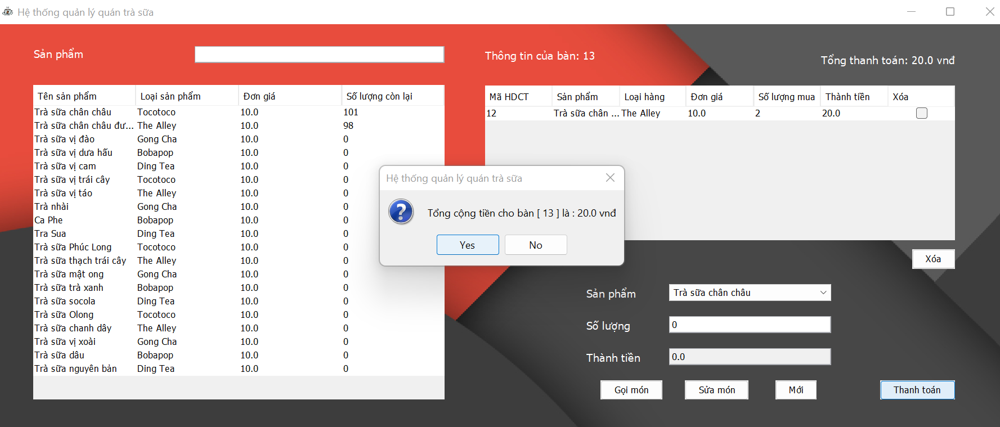 Hệ thống quản lý quán trà sữa
Sản phẩm
Tên sản phẩm Loại sản phẩm Đơn giá Số lượng còn lại
Trà sữa chân châu Tocotoco 10.0 101
Trà sữa chân châu đư... The Alley 10.0 98
Trà sữa vị đào Gong Cha 10.0 0
Trà sữa vị dưa hấu Bobapop 10.0 0
Trà sữa vị cam Ding Tea 10.0 0
Trà sữa vị trái cây Tocotoco 10.0 0
Trà sữa vị táo The Alley 10.0 0
Trà nhài Gong Cha 10.0 0
Ca Phe Bobapop 10.0 0
Tra Sua Ding Tea 10.0 0
Trà sữa Phúc Long Tocotoco 10.0 0
Trà sữa thạch trái cây The Alley 10.0 0
Trà sữa mật ong Gong Cha 10.0 0
Trà sữa trà xanh Bobapop 10.0 0
Trà sữa socola Ding Tea 10.0 0
Trà sữa Olong Tocotoco 10.0 0
Trà sữa chanh dây The Alley 10.0 0
Trà sữa vị xoài Gong Cha 10.0 0
Trà sữa dâu Bobapop 10.0 0
Trà sữa nguyên bản Ding Tea 10.0 0
Thông tin của bàn: 13
Tổng thanh toán: 20.0 vnđ
Mã HDCT Sản phẩm Loại hàng Đơn giá Số lượng mua Thành tiền Xóa
12 Trà sữa chân ... The Alley 10.0 2 20.0
Hệ thống quản lý quán trà sữa
Tổng cộng tiền cho bàn [ 13 ] là : 20.0 vnđ
Yes No
Xóa
Sản phẩm Trà sữa chân châu
Số lượng 0
Thành tiền 0.0
Gọi món Sửa món Mới Thanh toán